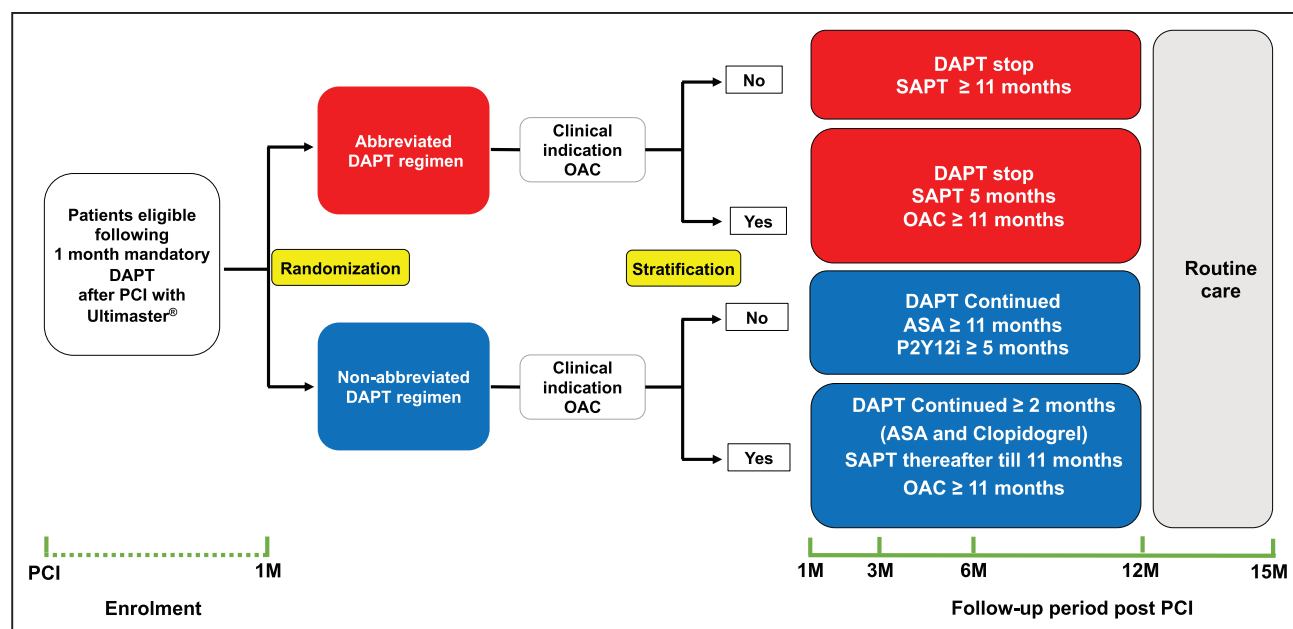 Patients eligible
following
1 month mandatory
DAPT
after PCI with
Ultimaster®
Randomization
Abbreviated
DAPT regimen
Non-abbreviated
DAPT regimen
Clinical
indication
OAC
Clinical
indication
OAC
Stratification
No
Yes
No
Yes
DAPT stop
SAPT ≥ 11 months
DAPT stop
SAPT 5 months
OAC ≥ 11 months
DAPT Continued
ASA ≥ 11 months
P2Y12i ≥ 5 months
DAPT Continued ≥ 2 months
(ASA and Clopidogrel)
SAPT thereafter till 11 months
OAC ≥ 11 months
Routine
care
PCI
1M
Enrolment
1M
3M
6M
12M
15M
Follow-up period post PCI